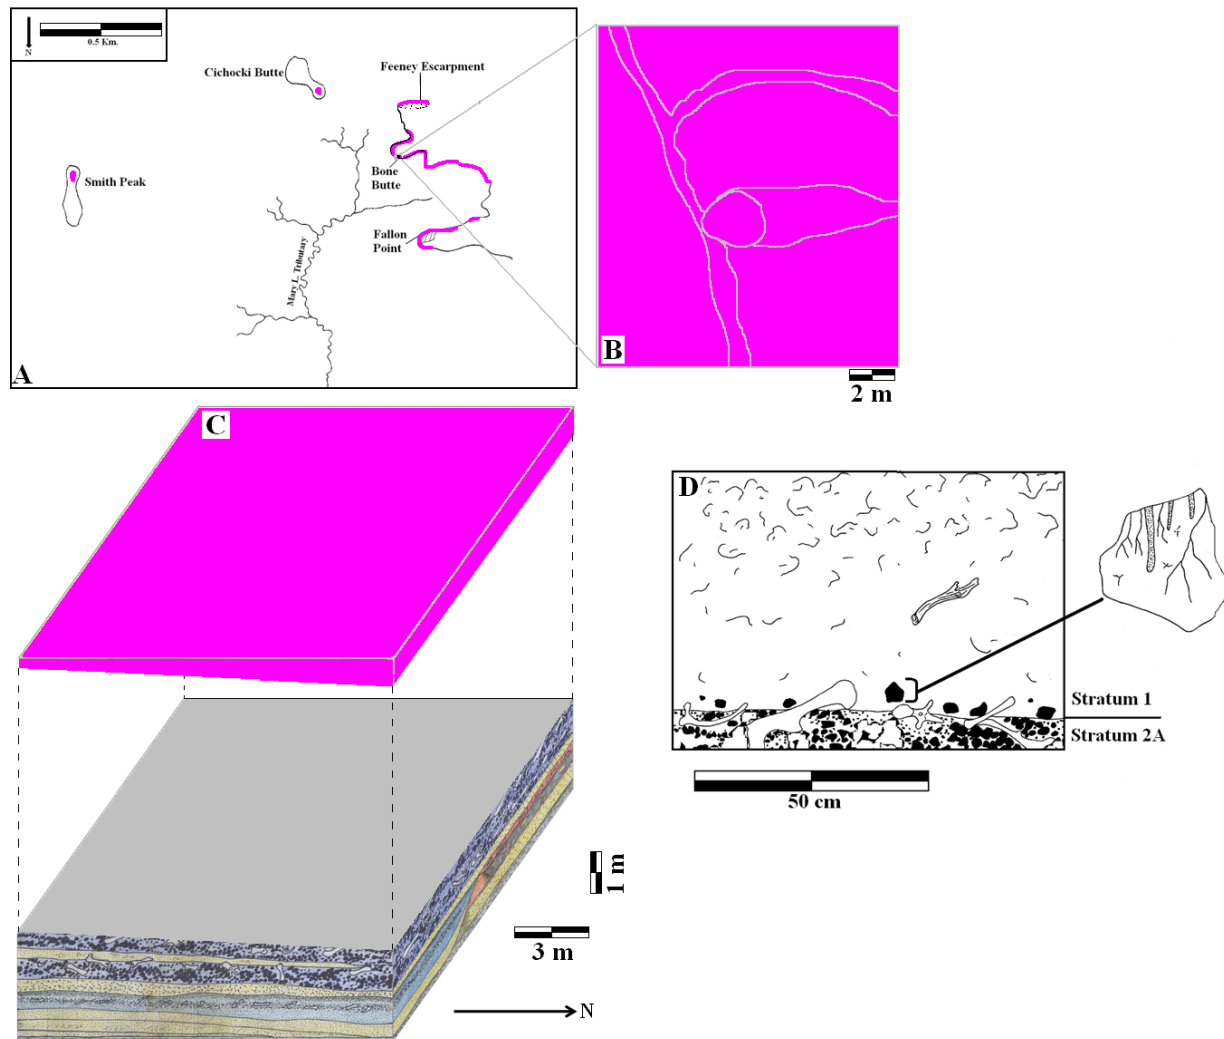 N
0.5 Km.
Cichocki Butte
Feeney Escarpment
Smith Peak
Bone
Butte
Fallon
Point
Mary L. Tributary
A
B
2 m
C
D
Stratum 1
Stratum 2A
50 cm
1 m
3 m
N